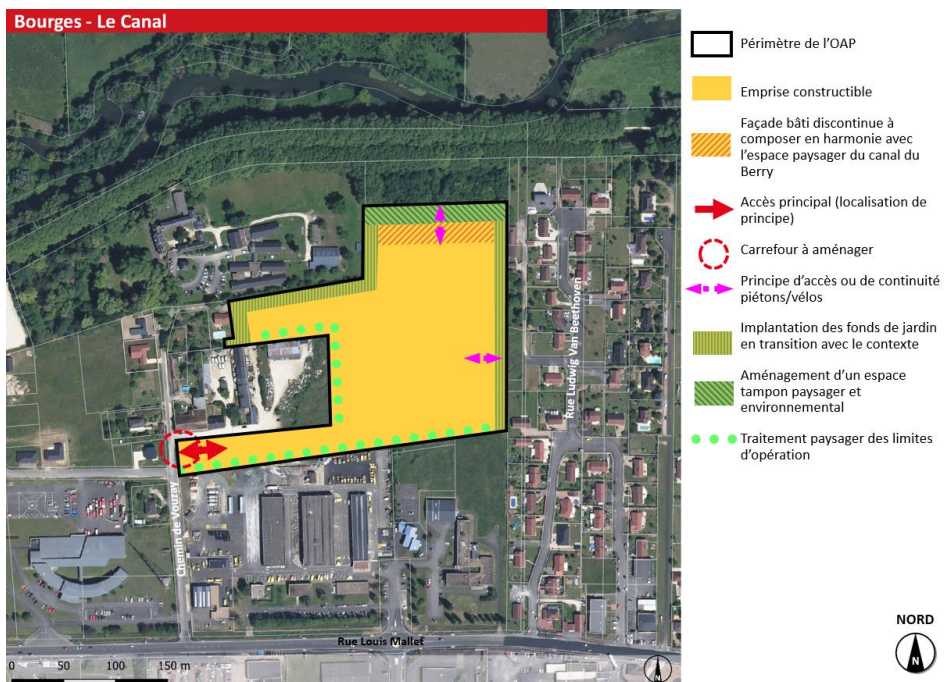 Bourges - Le Canal
Périmètre de l'OAP
Emprise constructible
Façade bâti discontinue à
composer en harmonie avec
l'espace paysager du canal du
Berry
Accès principal (localisation de
principe)
Carrefour à aménager
Principe d'accès ou de continuité
piétons/vélos
Implantation des fonds de jardin
en transition avec le contexte
Aménagement d'un espace
tampon paysager et
environnemental
Traitement paysager des limites
d'opération
Rue Ludwig Van Beethoven
Chemin de Vouzay
Rue Louis Mallet
0 50 100 150 m
N
NORD
N